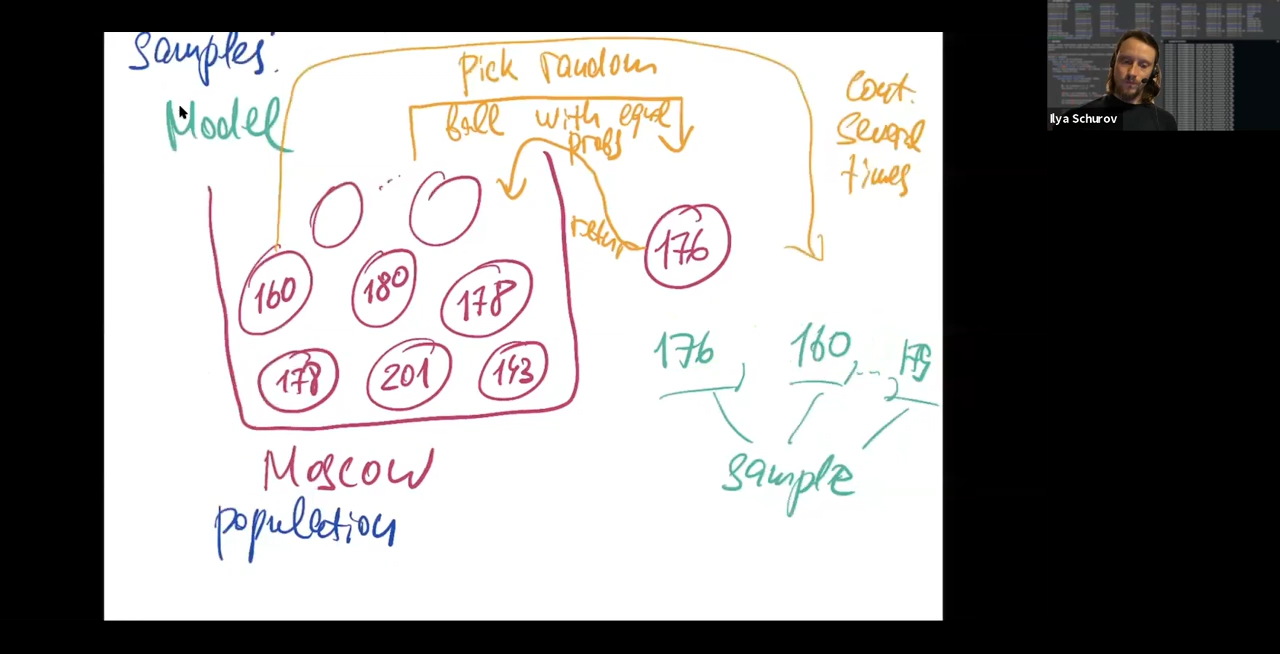 Samples:
Model
pick random
ball with equal
probs
cont.
several
times
return
176
160 180 178
178 201 143
176, 160, ...,
sample
Moscow
population
Ilya Schurov